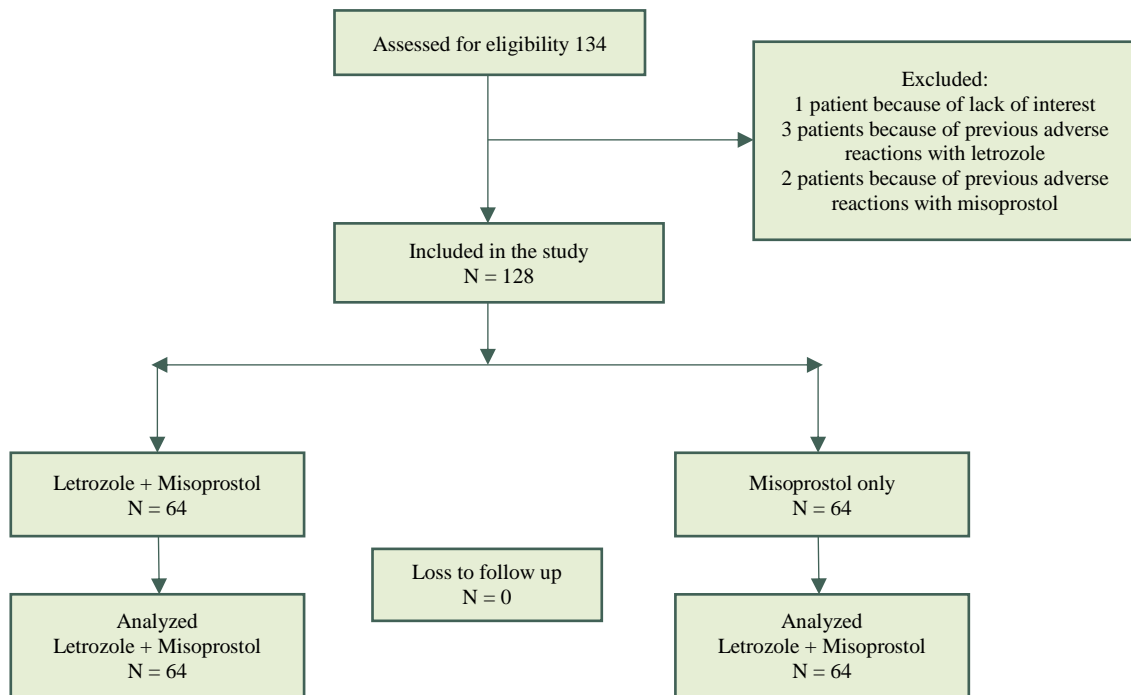 Assessed for eligibility 134
Excluded:
1 patient because of lack of interest
3 patients because of previous adverse
reactions with letrozole
2 patients because of previous adverse
reactions with misoprostol
Included in the study
N = 128
Letrozole + Misoprostol
N = 64
Misoprostol only
N = 64
Loss to follow up
N = 0
Analyzed
Letrozole + Misoprostol
N = 64
Analyzed
Letrozole + Misoprostol
N = 64